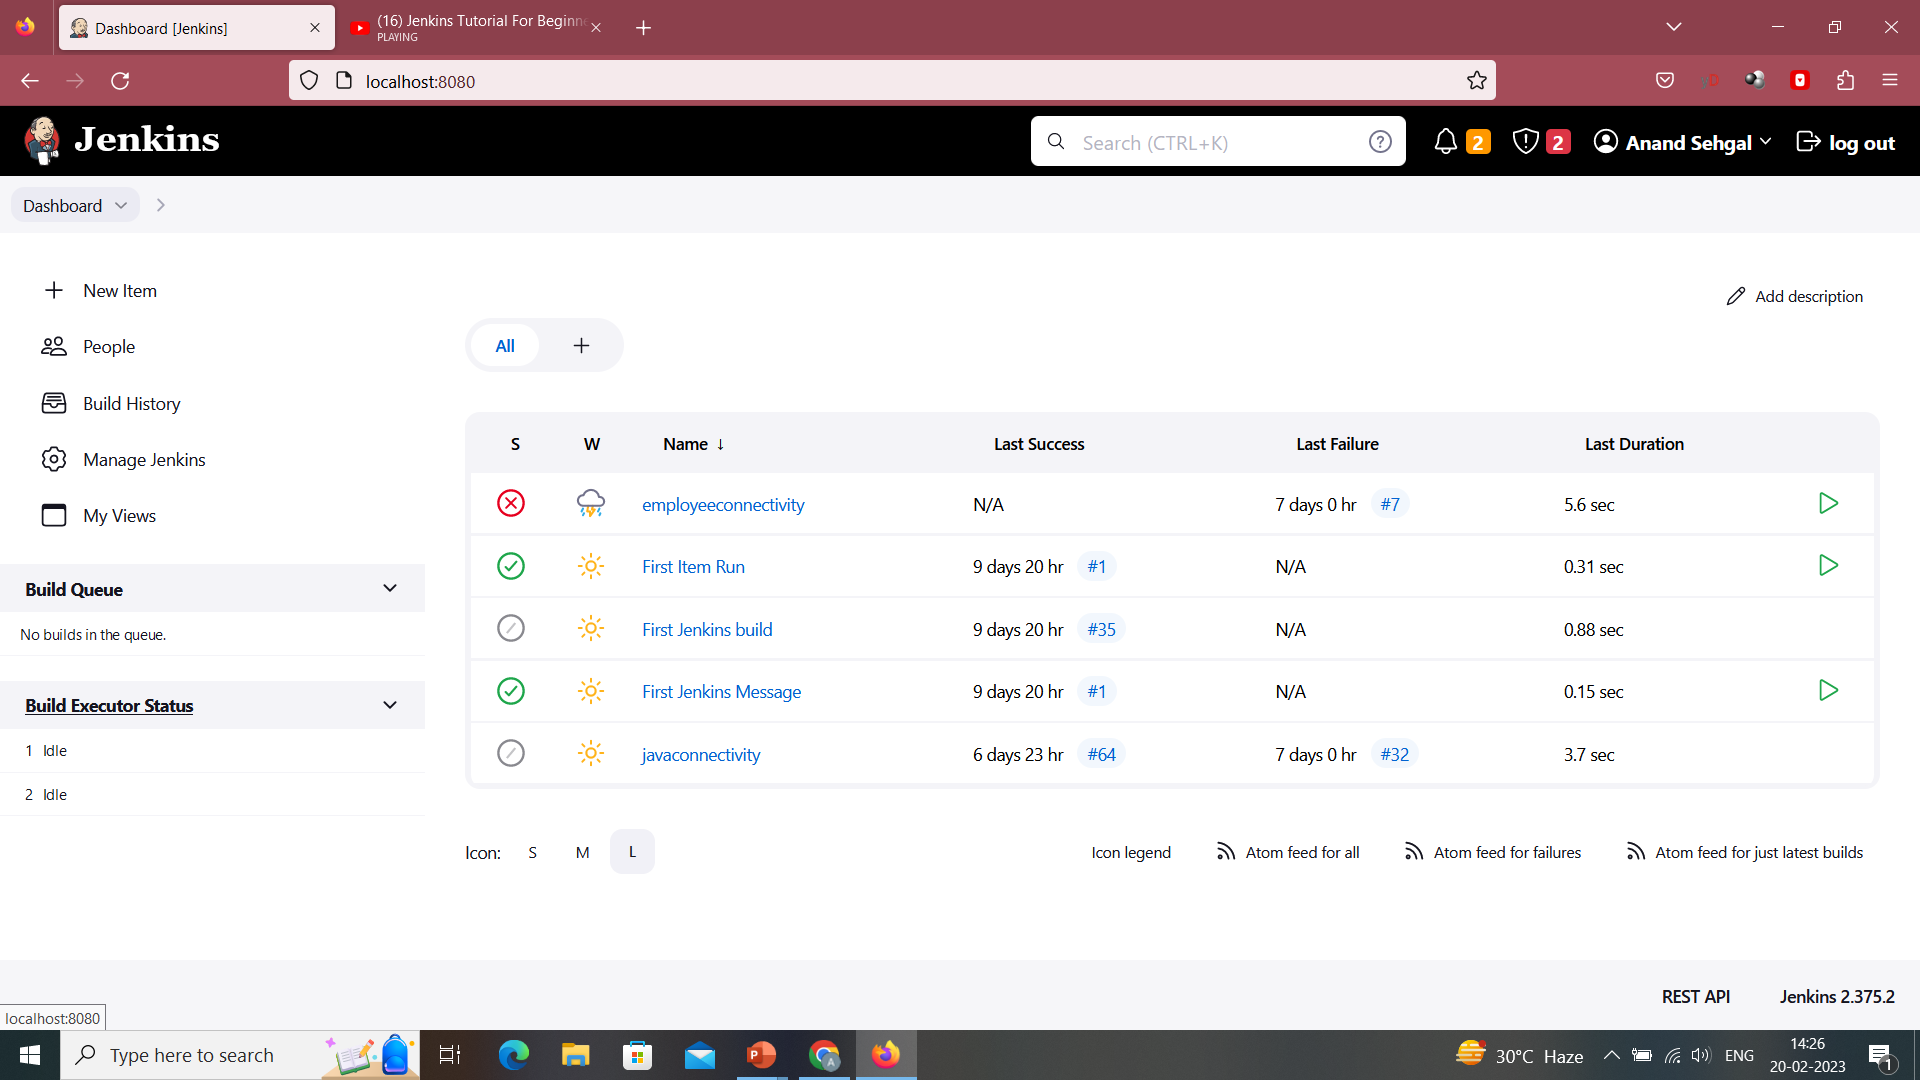 Dashboard [Jenkins]
(16) Jenkins Tutorial For Beginne
PLAYING
localhost:8080
Jenkins
Search (CTRL+K)
2
2
Anand Sehgal
log out
Dashboard
New Item
People
Build History
Manage Jenkins
My Views
Build Queue
No builds in the queue.
Build Executor Status
1 Idle
2 Idle
Add description
All
S W Name ↓ Last Success Last Failure Last Duration
employeeconnectivity N/A 7 days 0 hr #7 5.6 sec
First Item Run 9 days 20 hr #1 N/A 0.31 sec
First Jenkins build 9 days 20 hr #35 N/A 0.88 sec
First Jenkins Message 9 days 20 hr #1 N/A 0.15 sec
javaconnectivity 6 days 23 hr #64 7 days 0 hr #32 3.7 sec
Icon: S M L
Icon legend
Atom feed for all
Atom feed for failures
Atom feed for just latest builds
REST API
Jenkins 2.375.2
localhost:8080
Type here to search
30°C Haze
ENG
14:26
20-02-2023
1